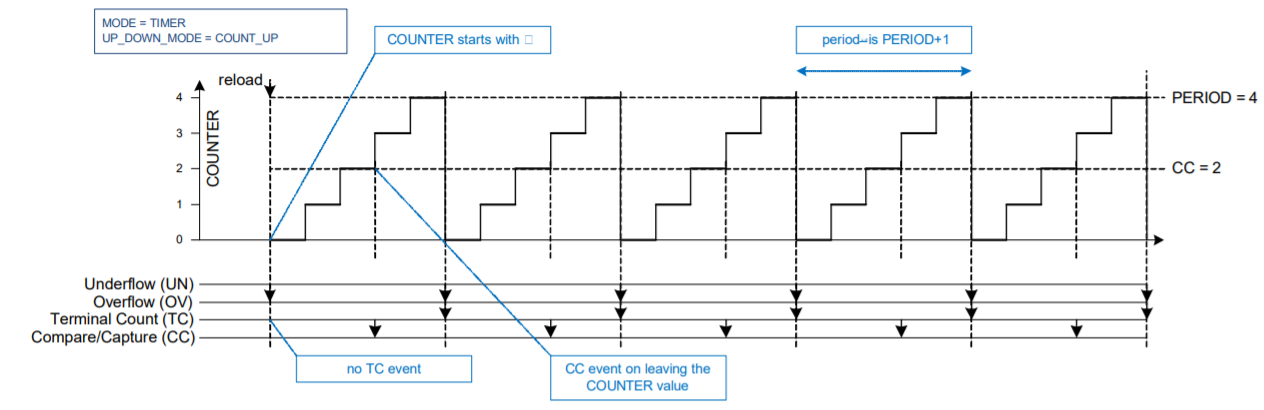 MODE = TIMER
UP_DOWN_MODE = COUNT_UP
COUNTER starts with □
period↔is PERIOD+1
reload
4
3
2
1
0
COUNTER
PERIOD = 4
CC = 2
Underflow (UN)
Overflow (OV)
Terminal Count (TC)
Compare/Capture (CC)
no TC event
CC event on leaving the
COUNTER value